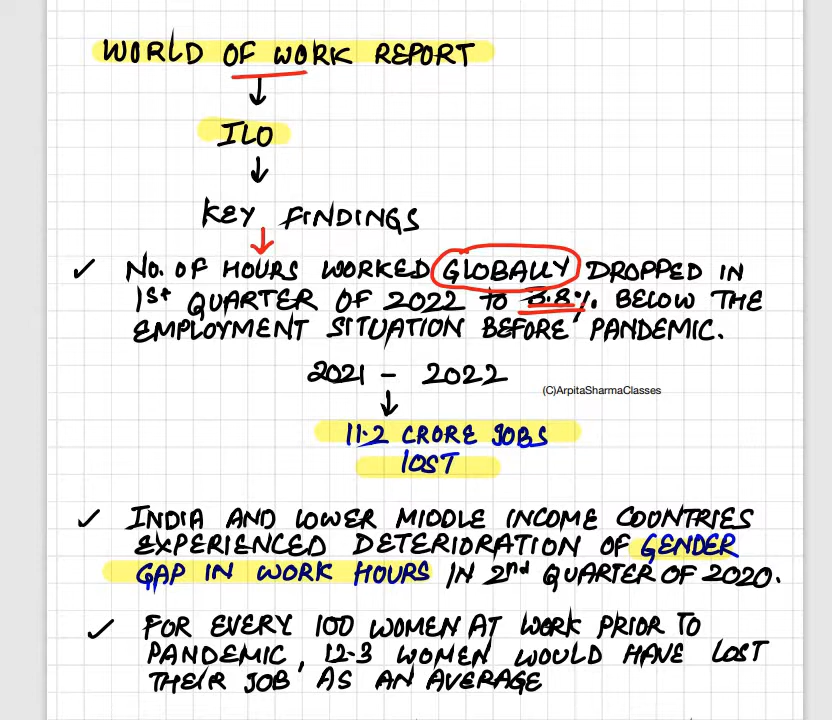 WORLD OF WORK REPORT
ILO
KEY FINDINGS
✓ NO. OF HOURS WORKED GLOBALLY DROPPED IN
1st QUARTER OF 2022 to 3.8% BELOW THE
EMPLOYMENT SITUATION BEFORE PANDEMIC.
2021 - 2022
(C)ArpitaSharmaClasses
11.2 CRORE JOBS
LOST
✓ INDIA AND LOWER MIDDLE INCOME COUNTRIES
EXPERIENCED DETERIORATION OF GENDER
GAP IN WORK HOURS IN 2nd QUARTER OF 2020.
✓ FOR EVERY 100 WOMEN AT WORK PRIOR TO
PANDEMIC, 12.3 WOMEN WOULD HAVE LOST
THEIR JOB AS AN AVERAGE